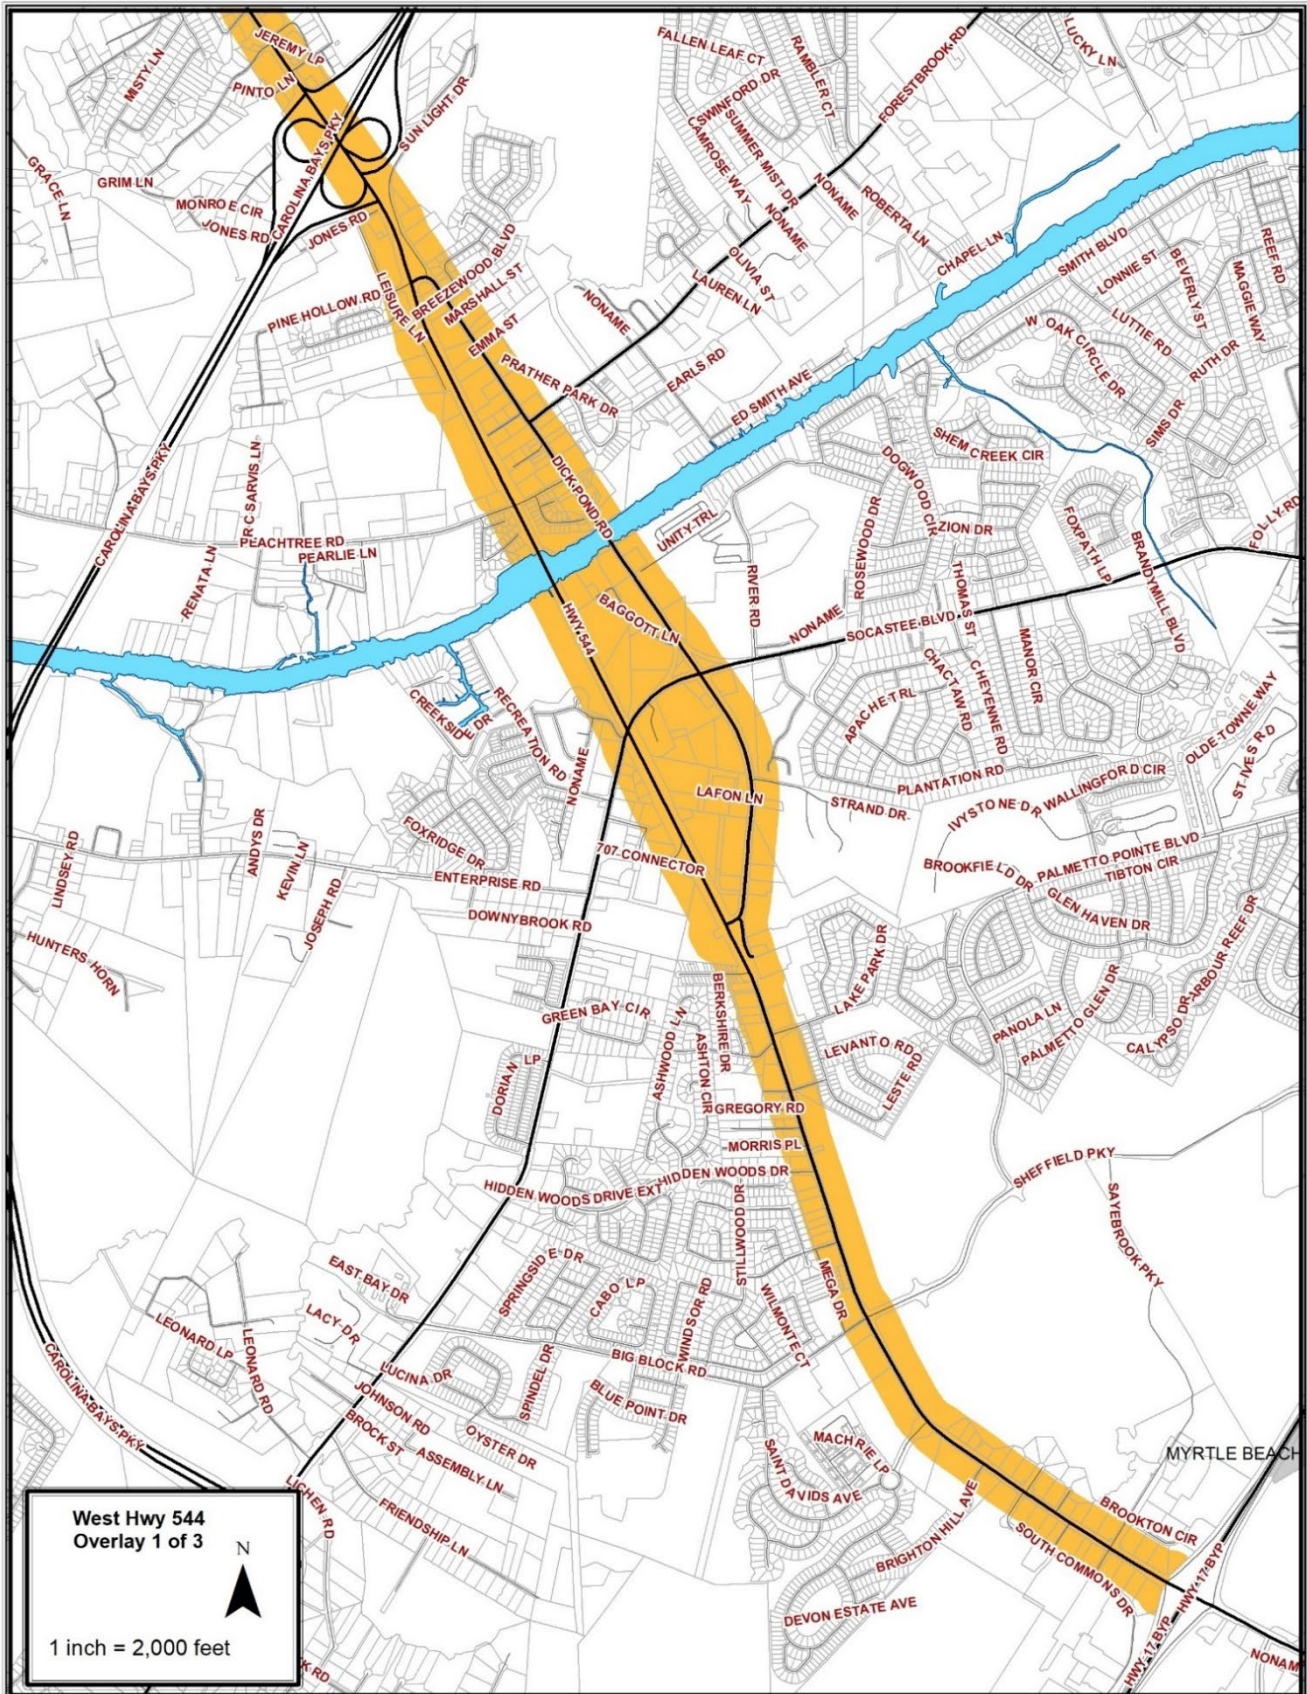 JEREMY LP
MISTY LN
PINTO LN
SUN LIGHT DR
FALLEN LEAF CT
RAMBLER CT
LUCKY LN
SWINFORD DR
FORESTBROOK RD
SUMMER MIST DR
CAMROSE WAY
CAROLINA BAYS PKY
GRACE LN
GRIM LN
MONROE CIR
JONES RD
JONES RD
NONAME
NONAME
ROBERTA LN
CHAPEL LN
SMITH BLVD
LONNIE ST
BEVERLY ST
REEF RD
MAGGIE WAY
OLIVIA ST
LAUREN LN
BREEZEWOOD BLVD
MARSHALL ST
LEISURE LN
PINE HOLLOW RD
EMMA ST
NONAME
W OAK CIRCLE DR
LUTTIE RD
RUTH DR
PRATHER PARK DR
EARLS RD
ED SMITH AVE
SIMS DR
SHEM CREEK CIR
DOGWOOD CIR
CAROLINA BAYS PKY
DR C SARVIS LN
DICK POND RD
PEACHTREE RD
PEARLIE LN
RENATA LN
UNITY TRL
RIVER RD
ROSEWOOD DR
ZION DR
FOXPATH LP
BRANDYMILL BLVD
FOLLY RD
THOMAS ST
BAGGOTT LN
HWY 544
NONAME
SOCASTEE BLVD
MANOR CIR
CHACTAW RD
CHEYENNE RD
APACHE TRL
CREEKSIDE DR
RECREATION RD
NONAME
OLDE TOWNE WAY
ST IVES RD
PLANTATION RD
WALLINGFORD CIR
IVYSTONE DR
LAFON LN
STRAND DR
LINDSEY RD
ANDYS DR
KEVIN LN
JOSEPH RD
FOXRIDGE DR
707 CONNECTOR
ENTERPRISE RD
DOWNYBROOK RD
BROOKFIELD DR
PALMETTO POINTE BLVD
TIBTON CIR
GLEN HAVEN DR
HARBOUR REEF DR
HUNTERS HORN
LAKE PARK DR
BERKSHIRE DR
GREEN BAY CIR
ASHWOOD LN
ASHTON CIR
PANOLA LN
PALMETTO GLEN DR
CALYPSO DR
LEVANTO RD
LESTE RD
DORIAN LP
GREGORY RD
MORRIS PL
HIDDEN WOODS DR
HIDDEN WOODS DRIVE EXT
SHEFFIELD PKY
SAYEBROOK PKY
STILLWOOD DR
EAST BAY DR
SPRINGSIDE DR
CABO LP
WINDSOR RD
WILMONTE CT
MEGA DR
LACY DR
LEONARD LP
LEONARD RD
CAROLINA BAYS PKY
LUCINA DR
BIG BLOCK RD
SPINDEL DR
BLUE POINT DR
JOHNSON RD
BROCK ST
OYSTER DR
ASSEMBLY LN
MACHRIE LP
SAINT DAVIDS AVE
MYRTLE BEACH
LICHEN RD
FRIENDSHIP LN
BRIGHTON HILL AVE
BROOKTON CIR
SOUTH COMMONS DR
DEVON ESTATE AVE
HWY 17 BYP
HWY 17 BYP
NONAM
West Hwy 544
Overlay 1 of 3
N
1 inch = 2,000 feet
K RD